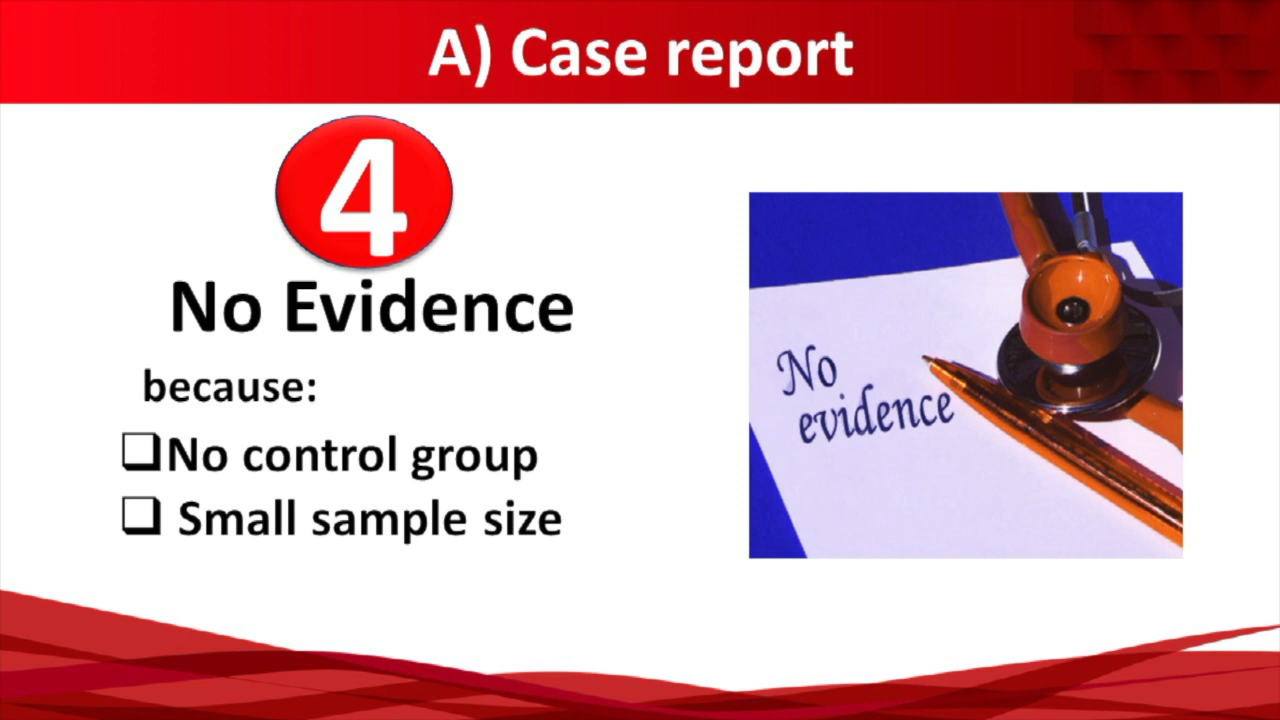 A) Case report
4
No Evidence
because:
❑No control group
❑ Small sample size
No
evidence